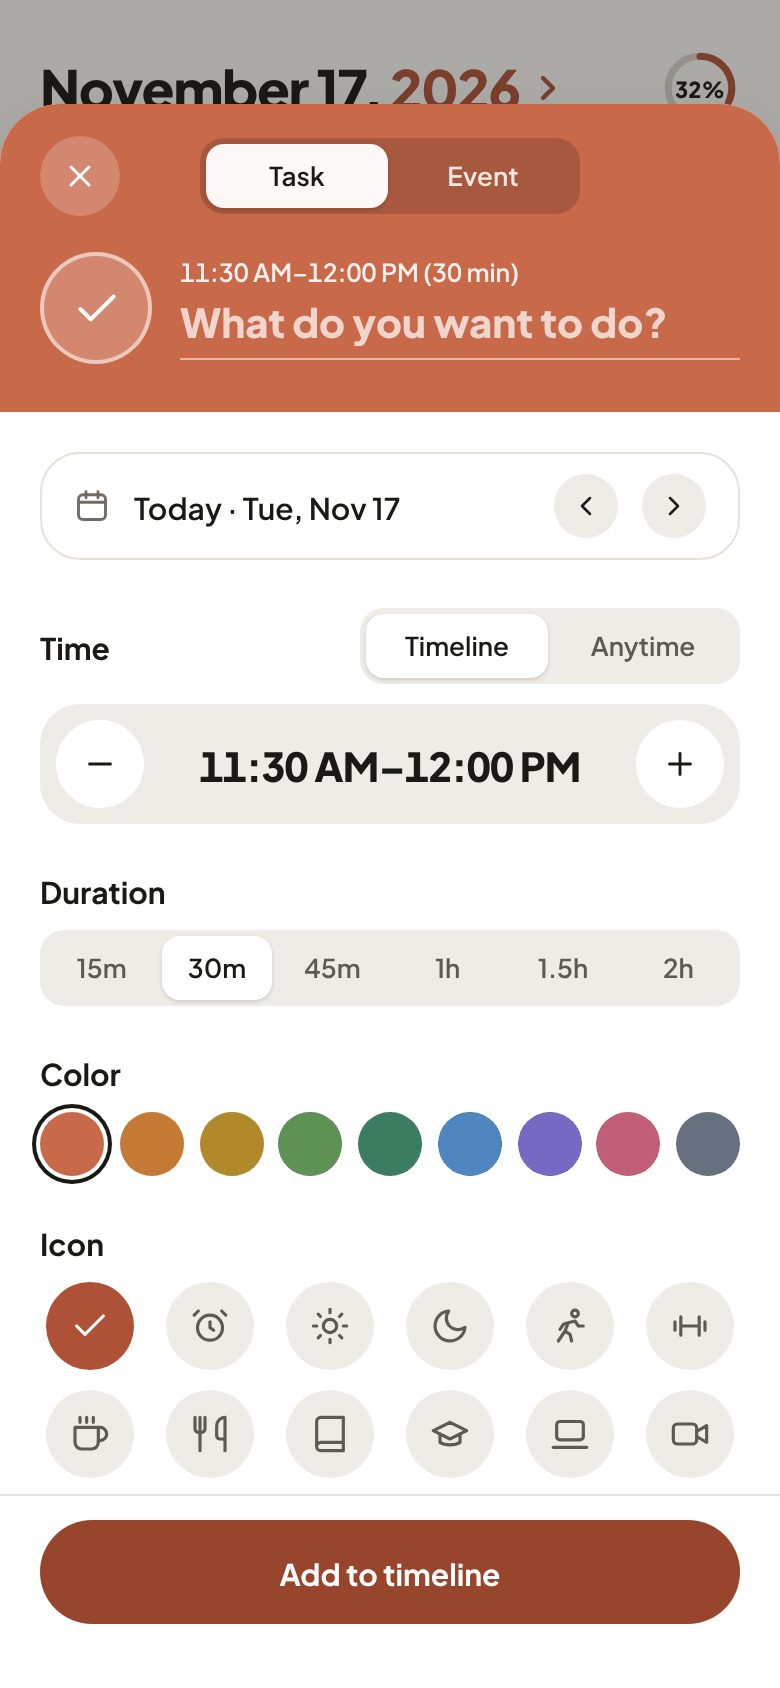 November 17, 2026
32%
Task
Event
11:30 AM–12:00 PM (30 min)
What do you want to do?
Today · Tue, Nov 17
Time
Timeline
Anytime
11:30 AM–12:00 PM
Duration
15m
30m
45m
1h
1.5h
2h
Color
Icon
Add to timeline